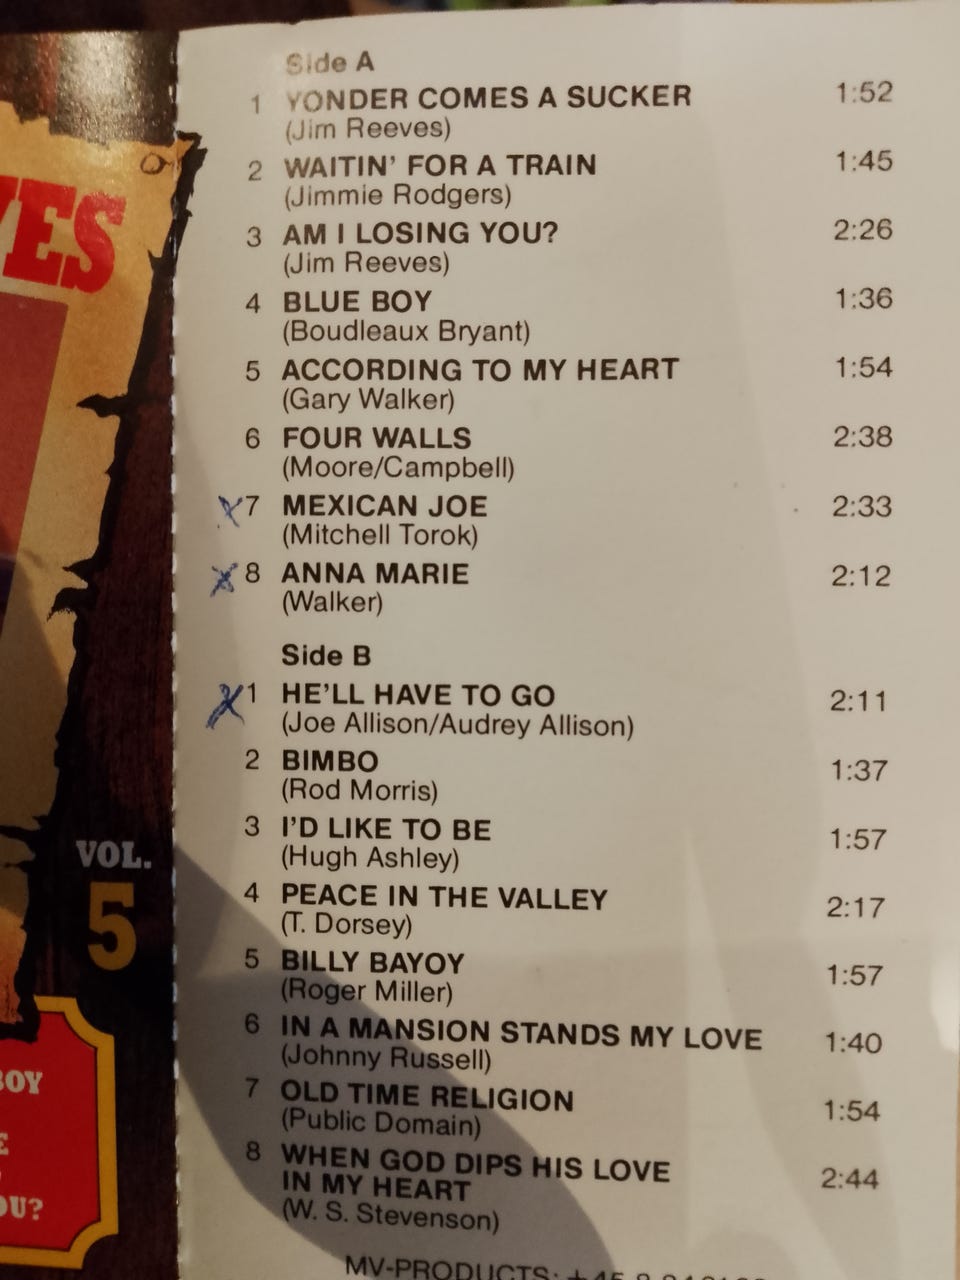 Side A
1 YONDER COMES A SUCKER 1:52
(Jim Reeves)
2 WAITIN' FOR A TRAIN 1:45
(Jimmie Rodgers)
3 AM I LOSING YOU? 2:26
(Jim Reeves)
4 BLUE BOY 1:36
(Boudleaux Bryant)
5 ACCORDING TO MY HEART 1:54
(Gary Walker)
6 FOUR WALLS 2:38
(Moore/Campbell)
x7 MEXICAN JOE 2:33
(Mitchell Torok)
x8 ANNA MARIE 2:12
(Walker)
Side B
x1 HE'LL HAVE TO GO 2:11
(Joe Allison/Audrey Allison)
2 BIMBO 1:37
(Rod Morris)
3 I'D LIKE TO BE 1:57
(Hugh Ashley)
4 PEACE IN THE VALLEY 2:17
(T. Dorsey)
5 BILLY BAYOY 1:57
(Roger Miller)
6 IN A MANSION STANDS MY LOVE 1:40
(Johnny Russell)
7 OLD TIME RELIGION 1:54
(Public Domain)
8 WHEN GOD DIPS HIS LOVE 2:44
IN MY HEART
(W. S. Stevenson)
MV-PRODUCTS:
VES
VOL.
5
BOY
E
OU?